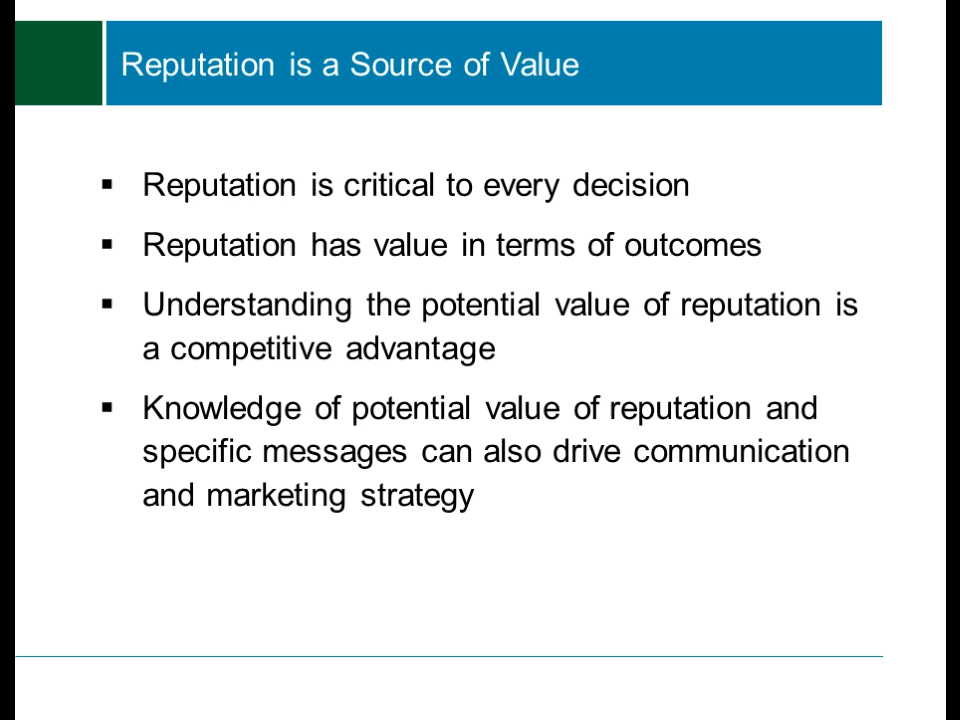 Reputation is a Source of Value
▪ Reputation is critical to every decision
▪ Reputation has value in terms of outcomes
▪ Understanding the potential value of reputation is
a competitive advantage
▪ Knowledge of potential value of reputation and
specific messages can also drive communication
and marketing strategy